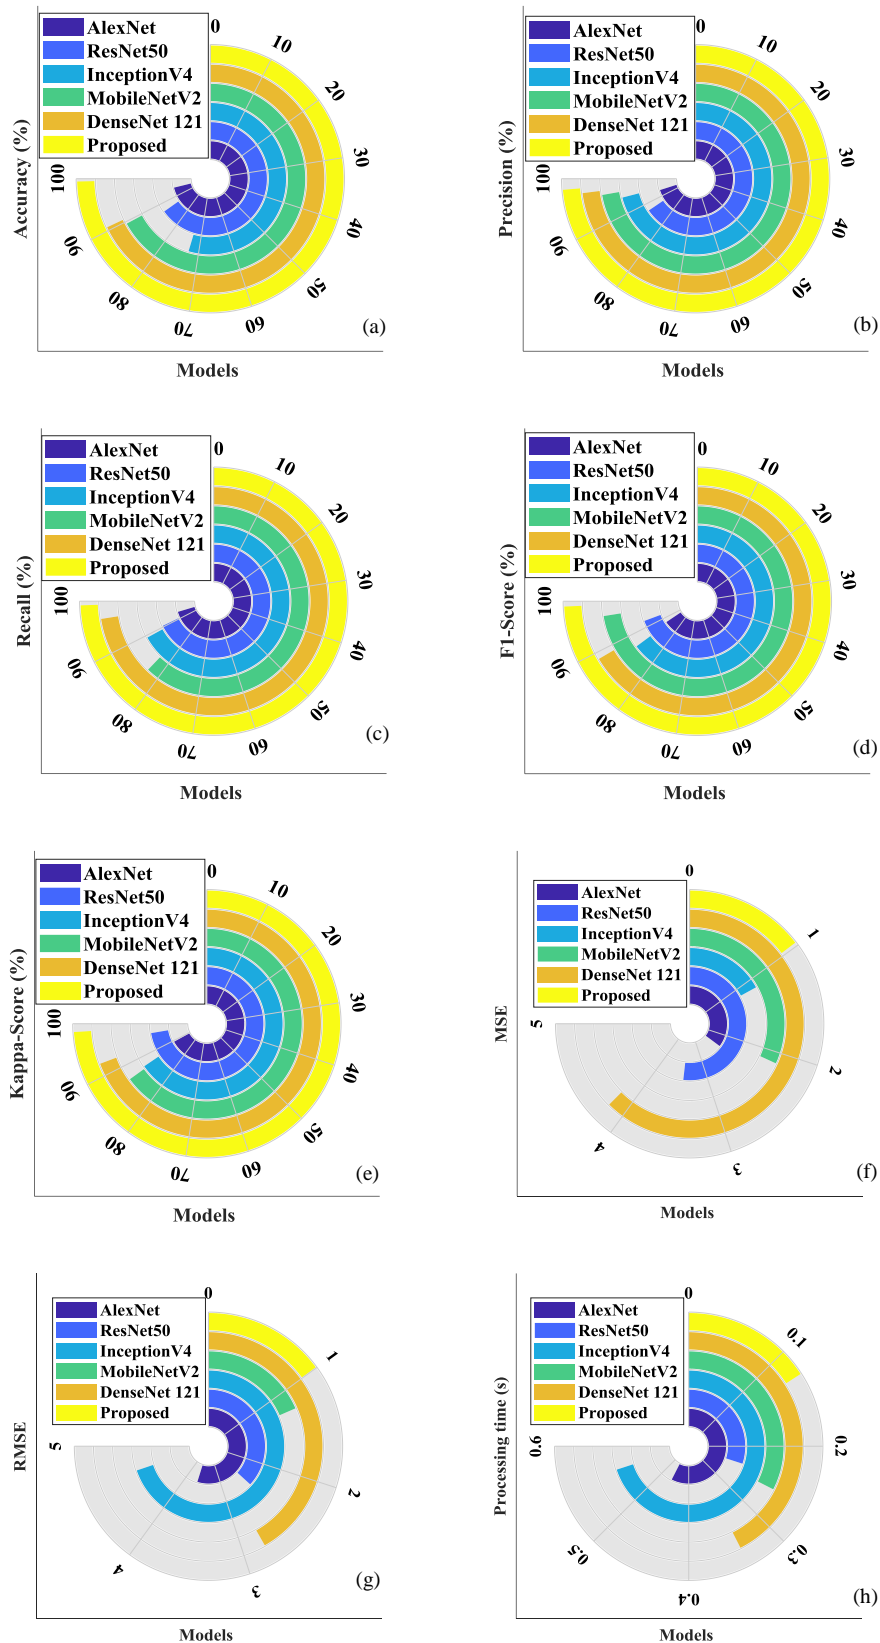 AlexNet
ResNet50
InceptionV4
MobileNetV2
DenseNet 121
Proposed
0
10
20
30
40
50
60
70
80
90
100
Accuracy (%)
Models
(a)
AlexNet
ResNet50
InceptionV4
MobileNetV2
DenseNet 121
Proposed
0
10
20
30
40
50
60
70
80
90
100
Precision (%)
Models
(b)
AlexNet
ResNet50
InceptionV4
MobileNetV2
DenseNet 121
Proposed
0
10
20
30
40
50
60
70
80
90
100
Recall (%)
Models
(c)
AlexNet
ResNet50
InceptionV4
MobileNetV2
DenseNet 121
Proposed
0
10
20
30
40
50
60
70
80
90
100
F1-Score (%)
Models
(d)
AlexNet
ResNet50
InceptionV4
MobileNetV2
DenseNet 121
Proposed
0
10
20
30
40
50
60
70
80
90
100
Kappa-Score (%)
Models
(e)
AlexNet
ResNet50
InceptionV4
MobileNetV2
DenseNet 121
Proposed
0
1
2
3
4
5
MSE
Models
(f)
AlexNet
ResNet50
InceptionV4
MobileNetV2
DenseNet 121
Proposed
0
1
2
3
4
5
RMSE
Models
(g)
AlexNet
ResNet50
InceptionV4
MobileNetV2
DenseNet 121
Proposed
0
0.1
0.2
0.3
0.4
0.5
0.6
Processing time (s)
Models
(h)